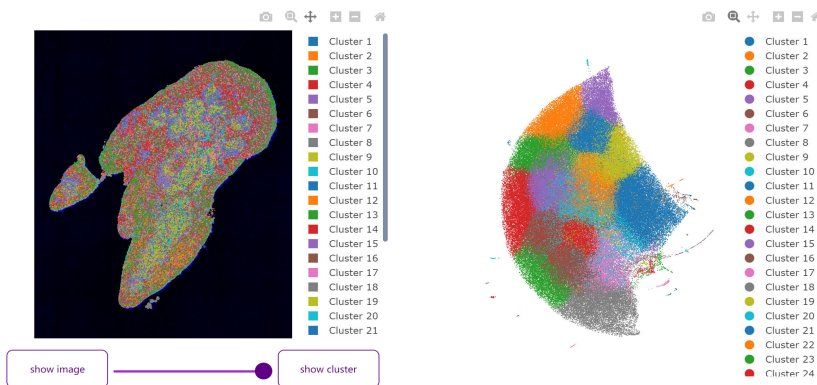 Cluster 1
Cluster 2
Cluster 3
Cluster 4
Cluster 5
Cluster 6
Cluster 7
Cluster 8
Cluster 9
Cluster 10
Cluster 11
Cluster 12
Cluster 13
Cluster 14
Cluster 15
Cluster 16
Cluster 17
Cluster 18
Cluster 19
Cluster 20
Cluster 21
show image
show cluster
Cluster 1
Cluster 2
Cluster 3
Cluster 4
Cluster 5
Cluster 6
Cluster 7
Cluster 8
Cluster 9
Cluster 10
Cluster 11
Cluster 12
Cluster 13
Cluster 14
Cluster 15
Cluster 16
Cluster 17
Cluster 18
Cluster 19
Cluster 20
Cluster 21
Cluster 22
Cluster 23
Cluster 24